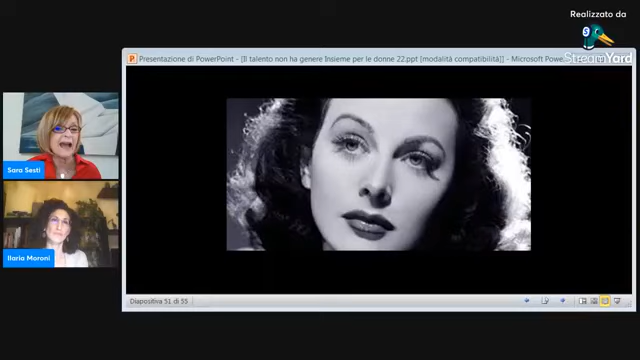 Realizzato da
StreamYard
Presentazione di PowerPoint - [Il talento non ha genere Insieme per le donne 22.ppt [modalità compatibilità]] - Microsoft Powe
Sara Sesti
Ilaria Moroni
Diapositiva 51 di 55